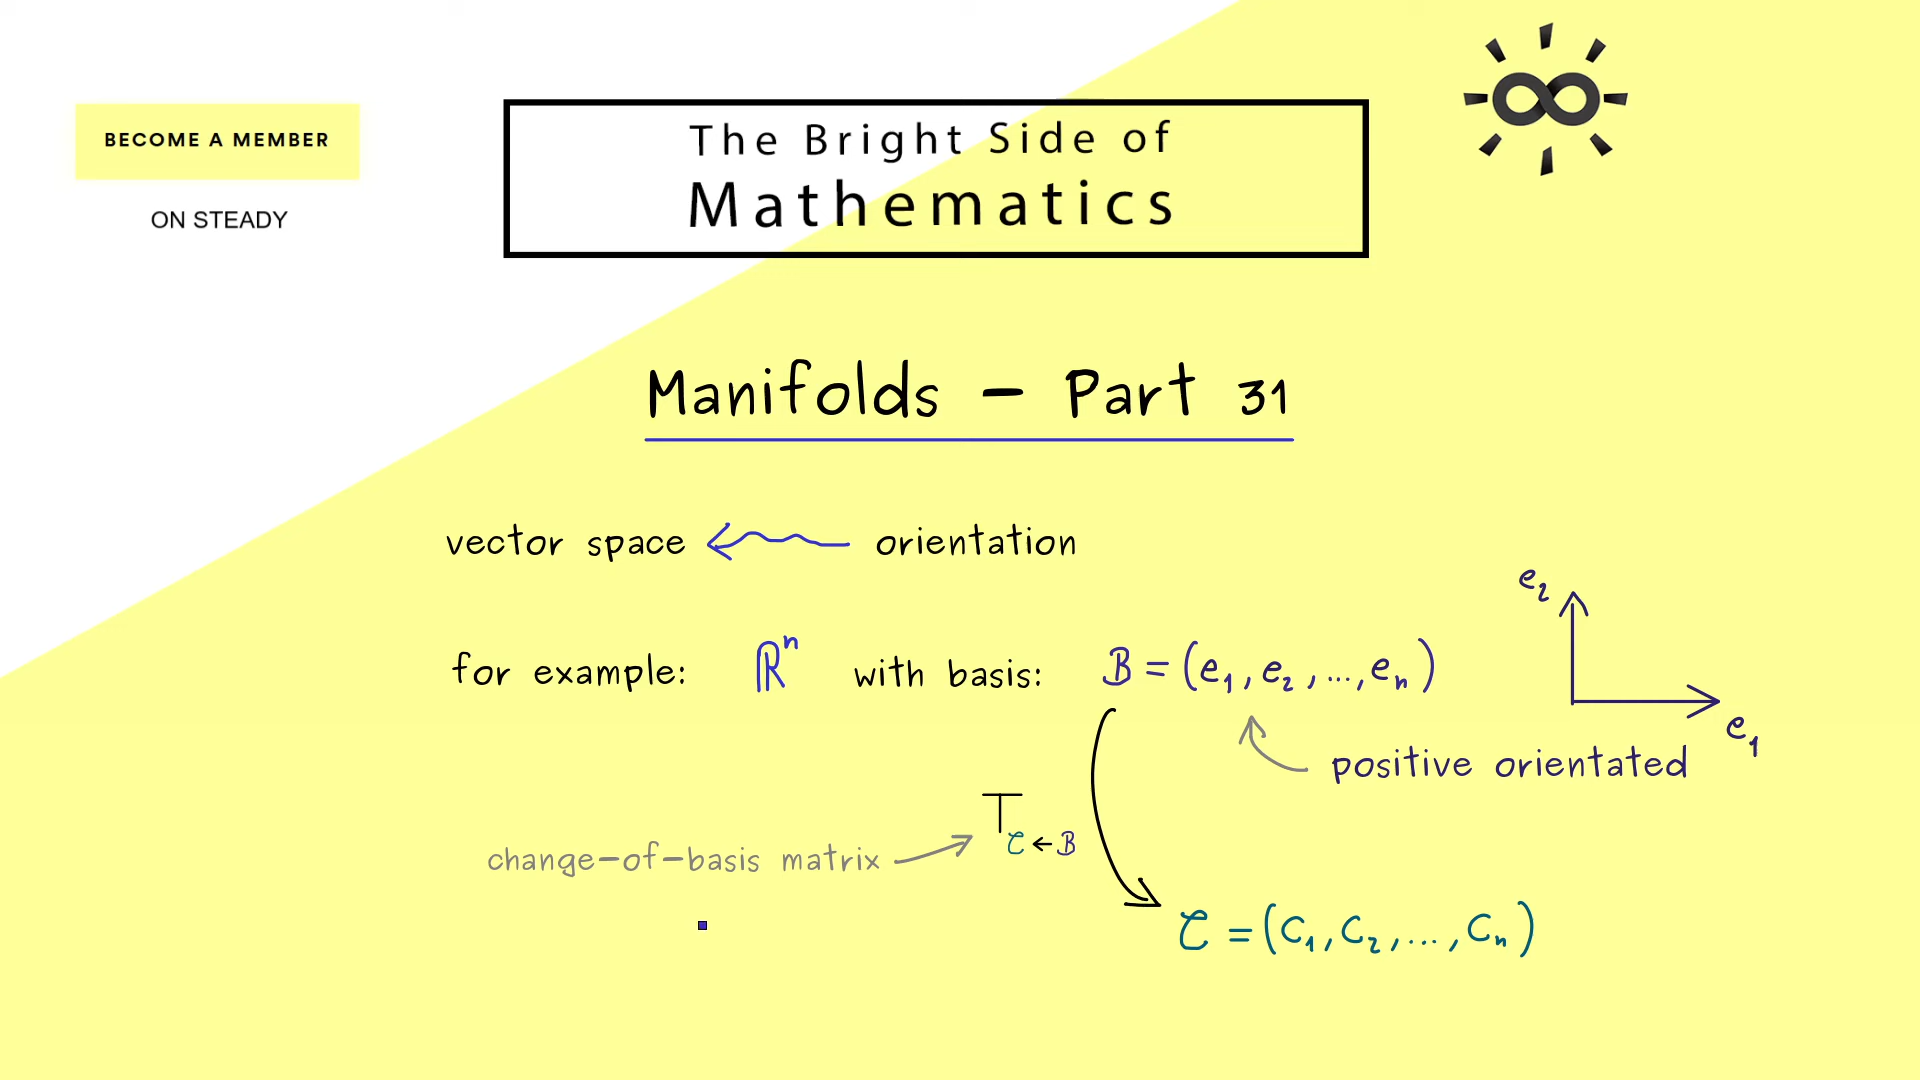 BECOME A MEMBER
ON STEADY
The Bright Side of
Mathematics
Manifolds – Part 31
vector space ← orientation
for example: ℝⁿ with basis: ℬ = (e₁, e₂, ..., eₙ)
e₂
e₁
positive orientated
change-of-basis matrix → T_{𝒞←ℬ}
𝒞 = (c₁, c₂, ..., cₙ)